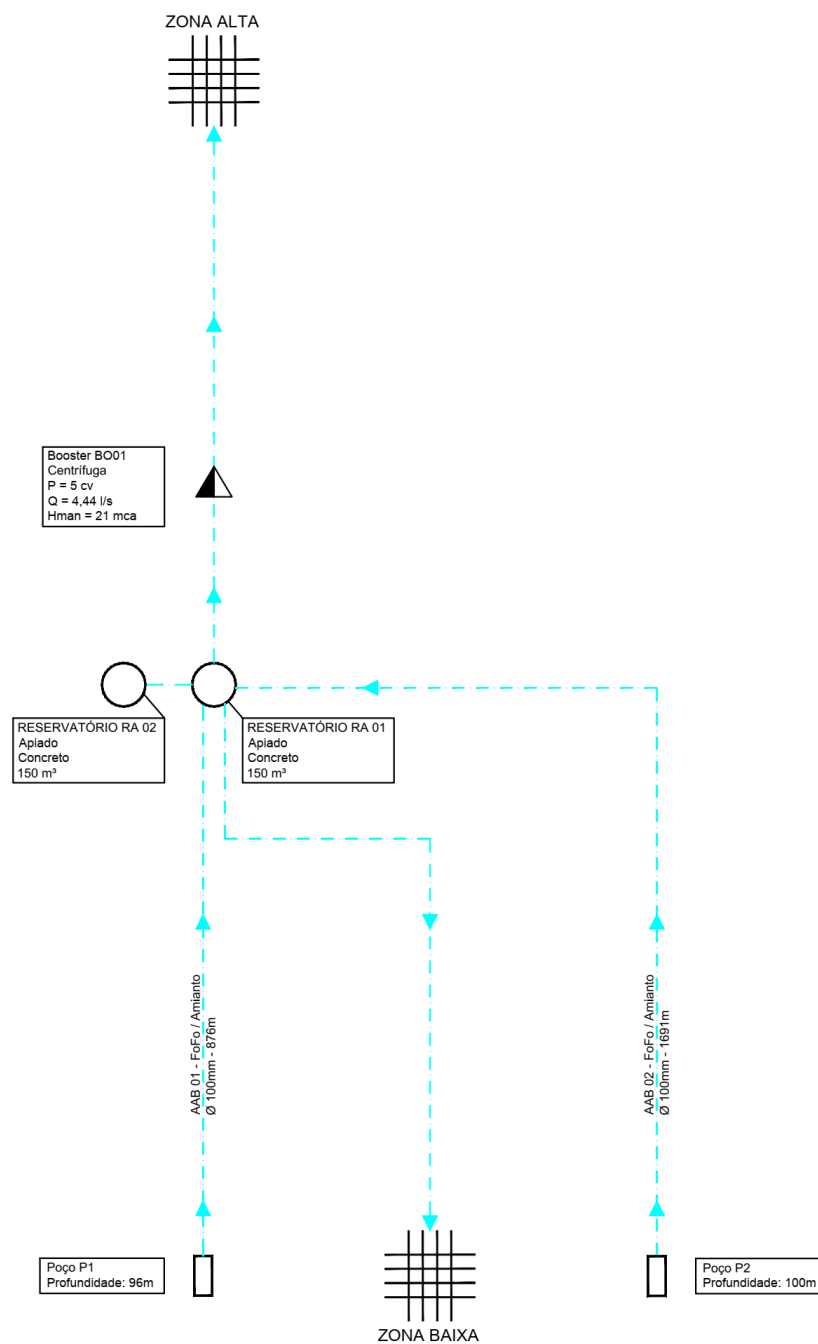 ZONA ALTA
Booster BO01
Centrífuga
P = 5 cv
Q = 4,44 l/s
Hman = 21 mca
RESERVATÓRIO RA 02
Apiado
Concreto
150 m³
RESERVATÓRIO RA 01
Apiado
Concreto
150 m³
AAB 01 - FoFo / Amianto
Ø 100mm - 876m
AAB 02 - FoFo / Amianto
Ø 100mm - 1691m
Poço P1
Profundidade: 96m
Poço P2
Profundidade: 100m
ZONA BAIXA